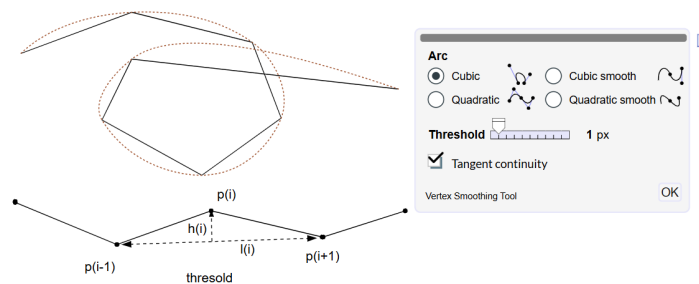 p(i)
h(i)
l(i)
p(i-1)
p(i+1)
thresold
Arc
Cubic
Cubic smooth
Quadratic
Quadratic smooth
Threshold
1 px
Tangent continuity
Vertex Smoothing Tool
OK